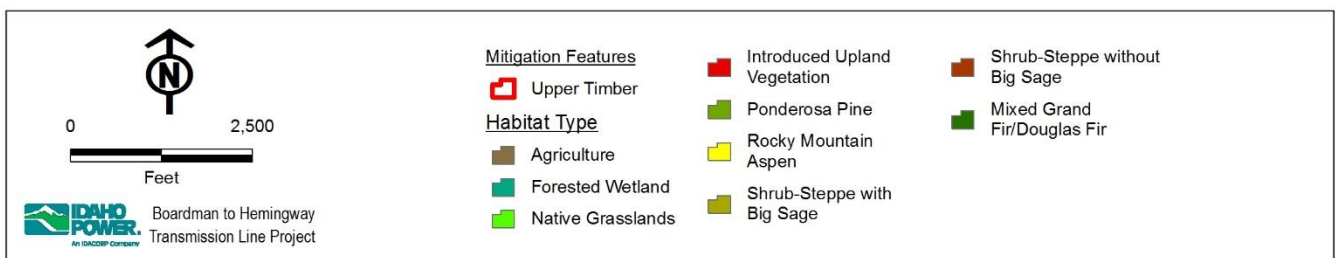 N
0 2,500
Feet
IDAHO
POWER.
An IDACORP Company
Boardman to Hemingway
Transmission Line Project
Mitigation Features
Upper Timber
Habitat Type
Agriculture
Forested Wetland
Native Grasslands
Introduced Upland
Vegetation
Ponderosa Pine
Rocky Mountain
Aspen
Shrub-Steppe with
Big Sage
Shrub-Steppe without
Big Sage
Mixed Grand
Fir/Douglas Fir